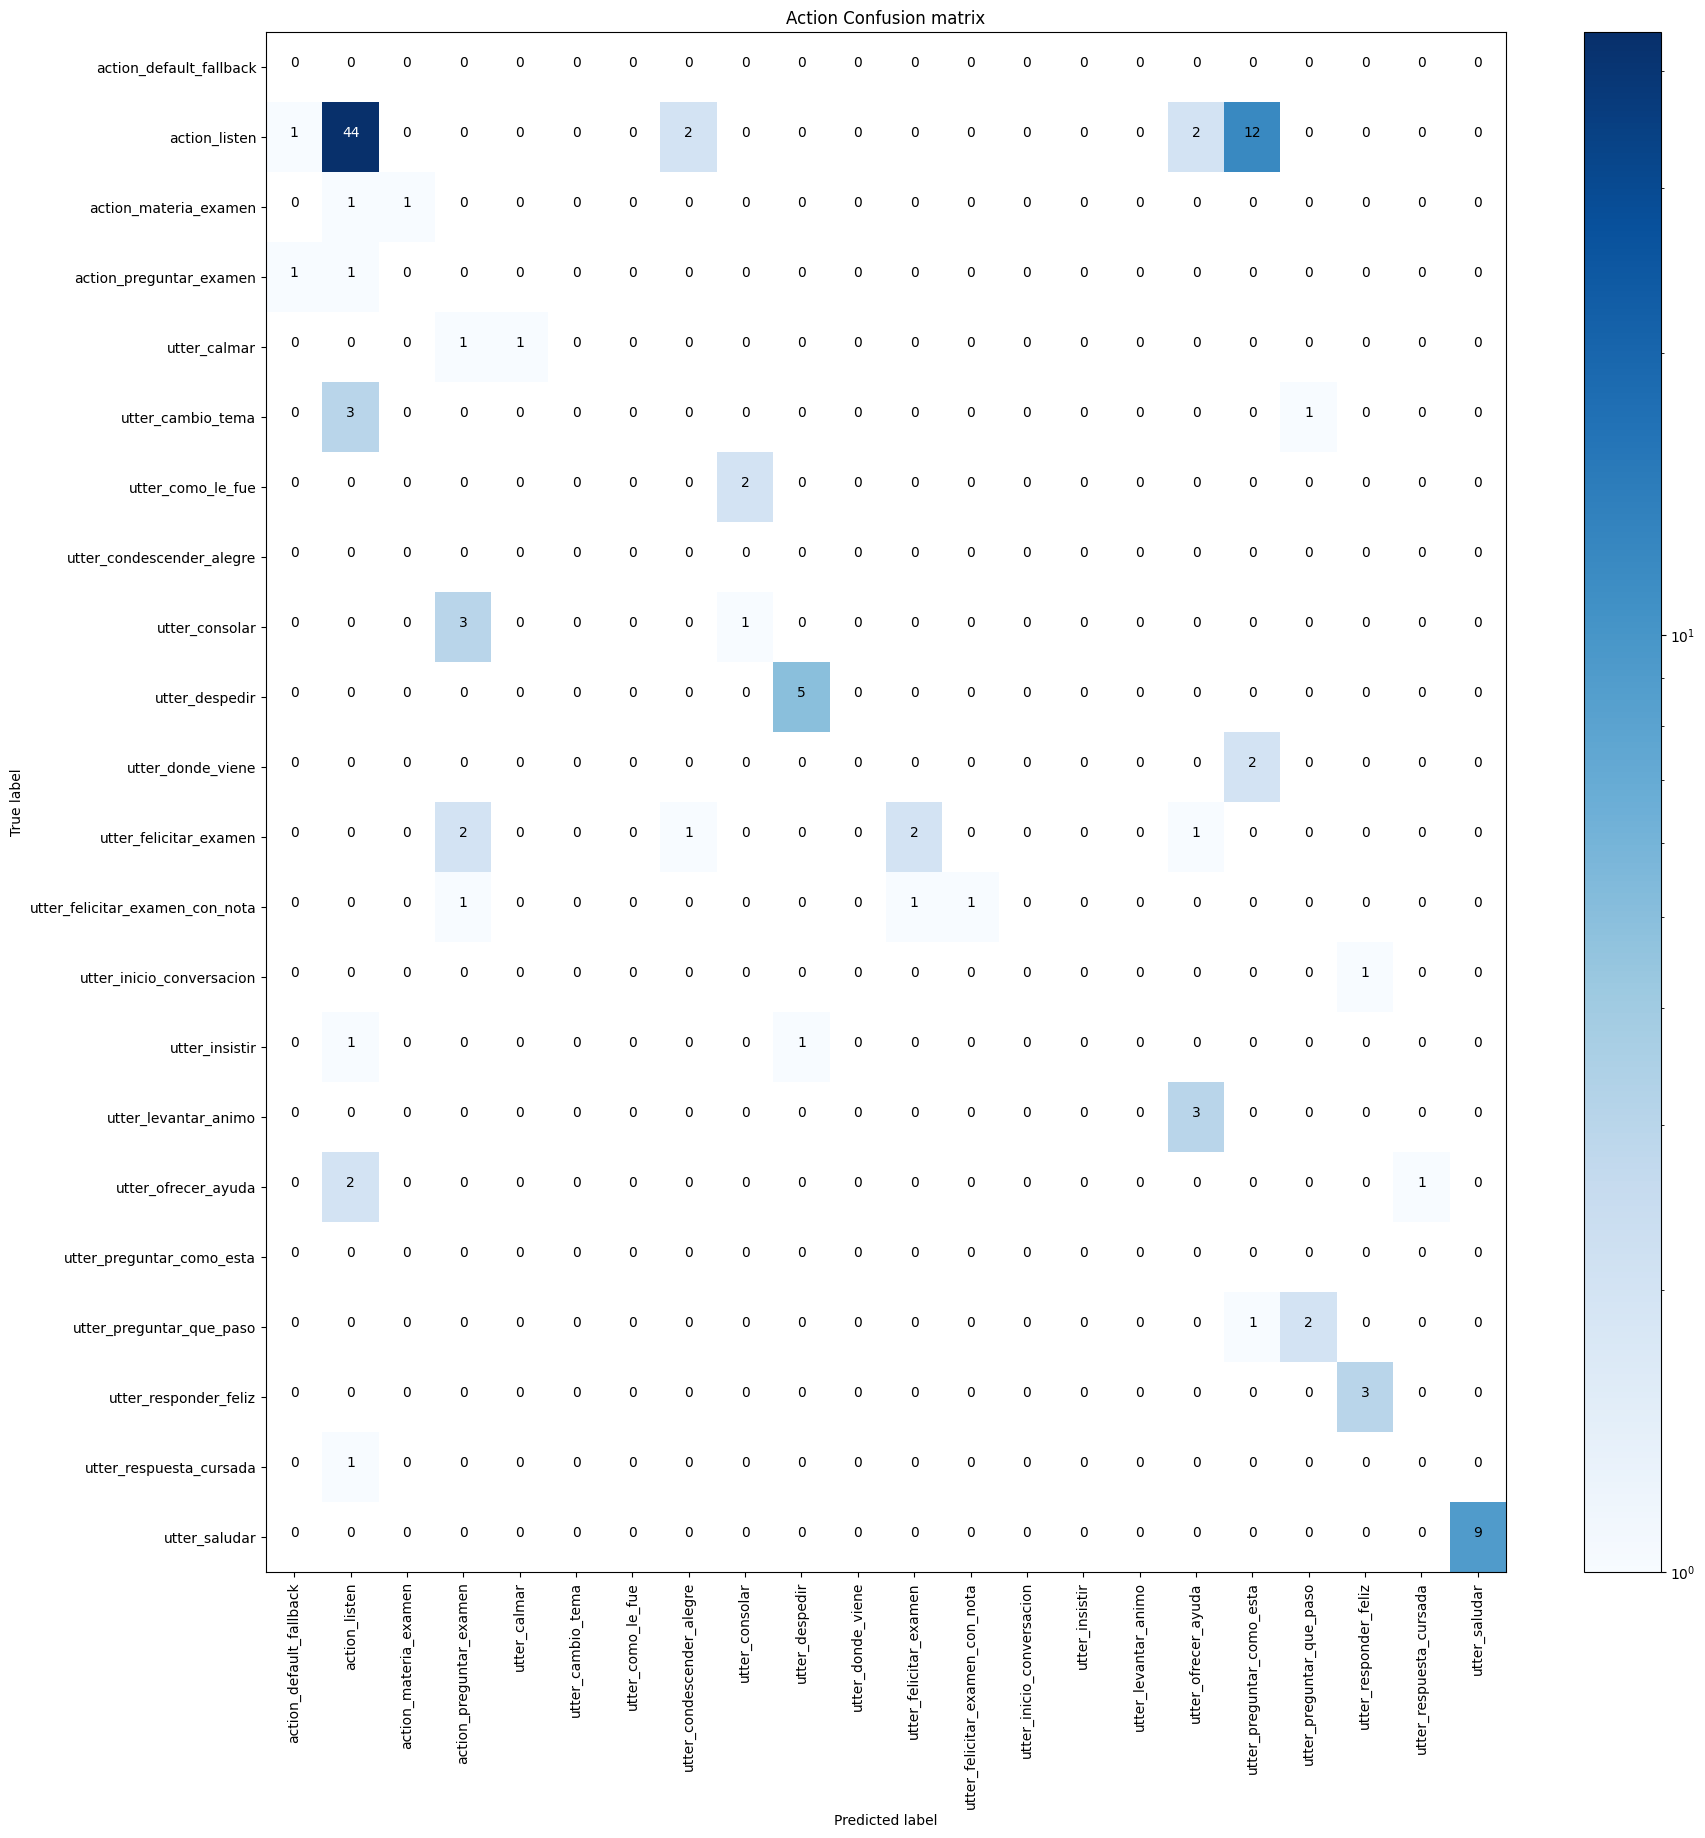 Action Confusion matrix
action_default_fallback 0 0 0 0 0 0 0 0 0 0 0 0 0 0 0 0 0 0 0 0 0 0
action_listen 1 44 0 0 0 0 0 2 0 0 0 0 0 0 0 0 2 12 0 0 0 0
action_materia_examen 0 1 1 0 0 0 0 0 0 0 0 0 0 0 0 0 0 0 0 0 0 0
action_preguntar_examen 1 1 0 0 0 0 0 0 0 0 0 0 0 0 0 0 0 0 0 0 0 0
utter_calmar 0 0 0 1 1 0 0 0 0 0 0 0 0 0 0 0 0 0 0 0 0 0
utter_cambio_tema 0 3 0 0 0 0 0 0 0 0 0 0 0 0 0 0 0 0 1 0 0 0
utter_como_le_fue 0 0 0 0 0 0 0 0 2 0 0 0 0 0 0 0 0 0 0 0 0 0
utter_condescender_alegre 0 0 0 0 0 0 0 0 0 0 0 0 0 0 0 0 0 0 0 0 0 0
utter_consolar 0 0 0 3 0 0 0 0 1 0 0 0 0 0 0 0 0 0 0 0 0 0
utter_despedir 0 0 0 0 0 0 0 0 0 5 0 0 0 0 0 0 0 0 0 0 0 0
utter_donde_viene 0 0 0 0 0 0 0 0 0 0 0 0 0 0 0 0 0 2 0 0 0 0
utter_felicitar_examen 0 0 0 2 0 0 0 1 0 0 0 2 0 0 0 0 1 0 0 0 0 0
utter_felicitar_examen_con_nota 0 0 0 1 0 0 0 0 0 0 0 1 1 0 0 0 0 0 0 0 0 0
utter_inicio_conversacion 0 0 0 0 0 0 0 0 0 0 0 0 0 0 0 0 0 0 0 1 0 0
utter_insistir 0 1 0 0 0 0 0 0 0 1 0 0 0 0 0 0 0 0 0 0 0 0
utter_levantar_animo 0 0 0 0 0 0 0 0 0 0 0 0 0 0 0 0 3 0 0 0 0 0
utter_ofrecer_ayuda 0 2 0 0 0 0 0 0 0 0 0 0 0 0 0 0 0 0 0 0 1 0
utter_preguntar_como_esta 0 0 0 0 0 0 0 0 0 0 0 0 0 0 0 0 0 0 0 0 0 0
utter_preguntar_que_paso 0 0 0 0 0 0 0 0 0 0 0 0 0 0 0 0 0 1 2 0 0 0
utter_responder_feliz 0 0 0 0 0 0 0 0 0 0 0 0 0 0 0 0 0 0 0 3 0 0
utter_respuesta_cursada 0 1 0 0 0 0 0 0 0 0 0 0 0 0 0 0 0 0 0 0 0 0
utter_saludar 0 0 0 0 0 0 0 0 0 0 0 0 0 0 0 0 0 0 0 0 0 9
True label
action_default_fallback
action_listen
action_materia_examen
action_preguntar_examen
utter_calmar
utter_cambio_tema
utter_como_le_fue
utter_condescender_alegre
utter_consolar
utter_despedir
utter_donde_viene
utter_felicitar_examen
utter_felicitar_examen_con_nota
utter_inicio_conversacion
utter_insistir
utter_levantar_animo
utter_ofrecer_ayuda
utter_preguntar_como_esta
utter_preguntar_que_paso
utter_responder_feliz
utter_respuesta_cursada
utter_saludar
Predicted label
10¹
10⁰